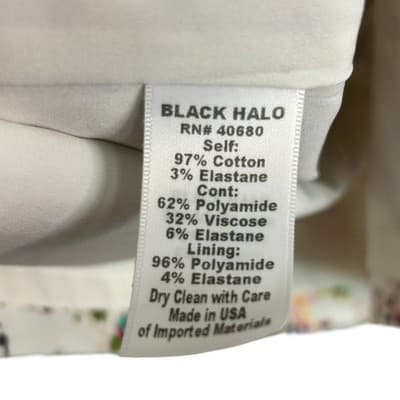 BLACK HALO
RN# 40680
Self:
97% Cotton
3% Elastane
Cont:
62% Polyamide
32% Viscose
6% Elastane
Lining:
96% Polyamide
4% Elastane
Dry Clean with Care
Made in USA
of Imported Materials